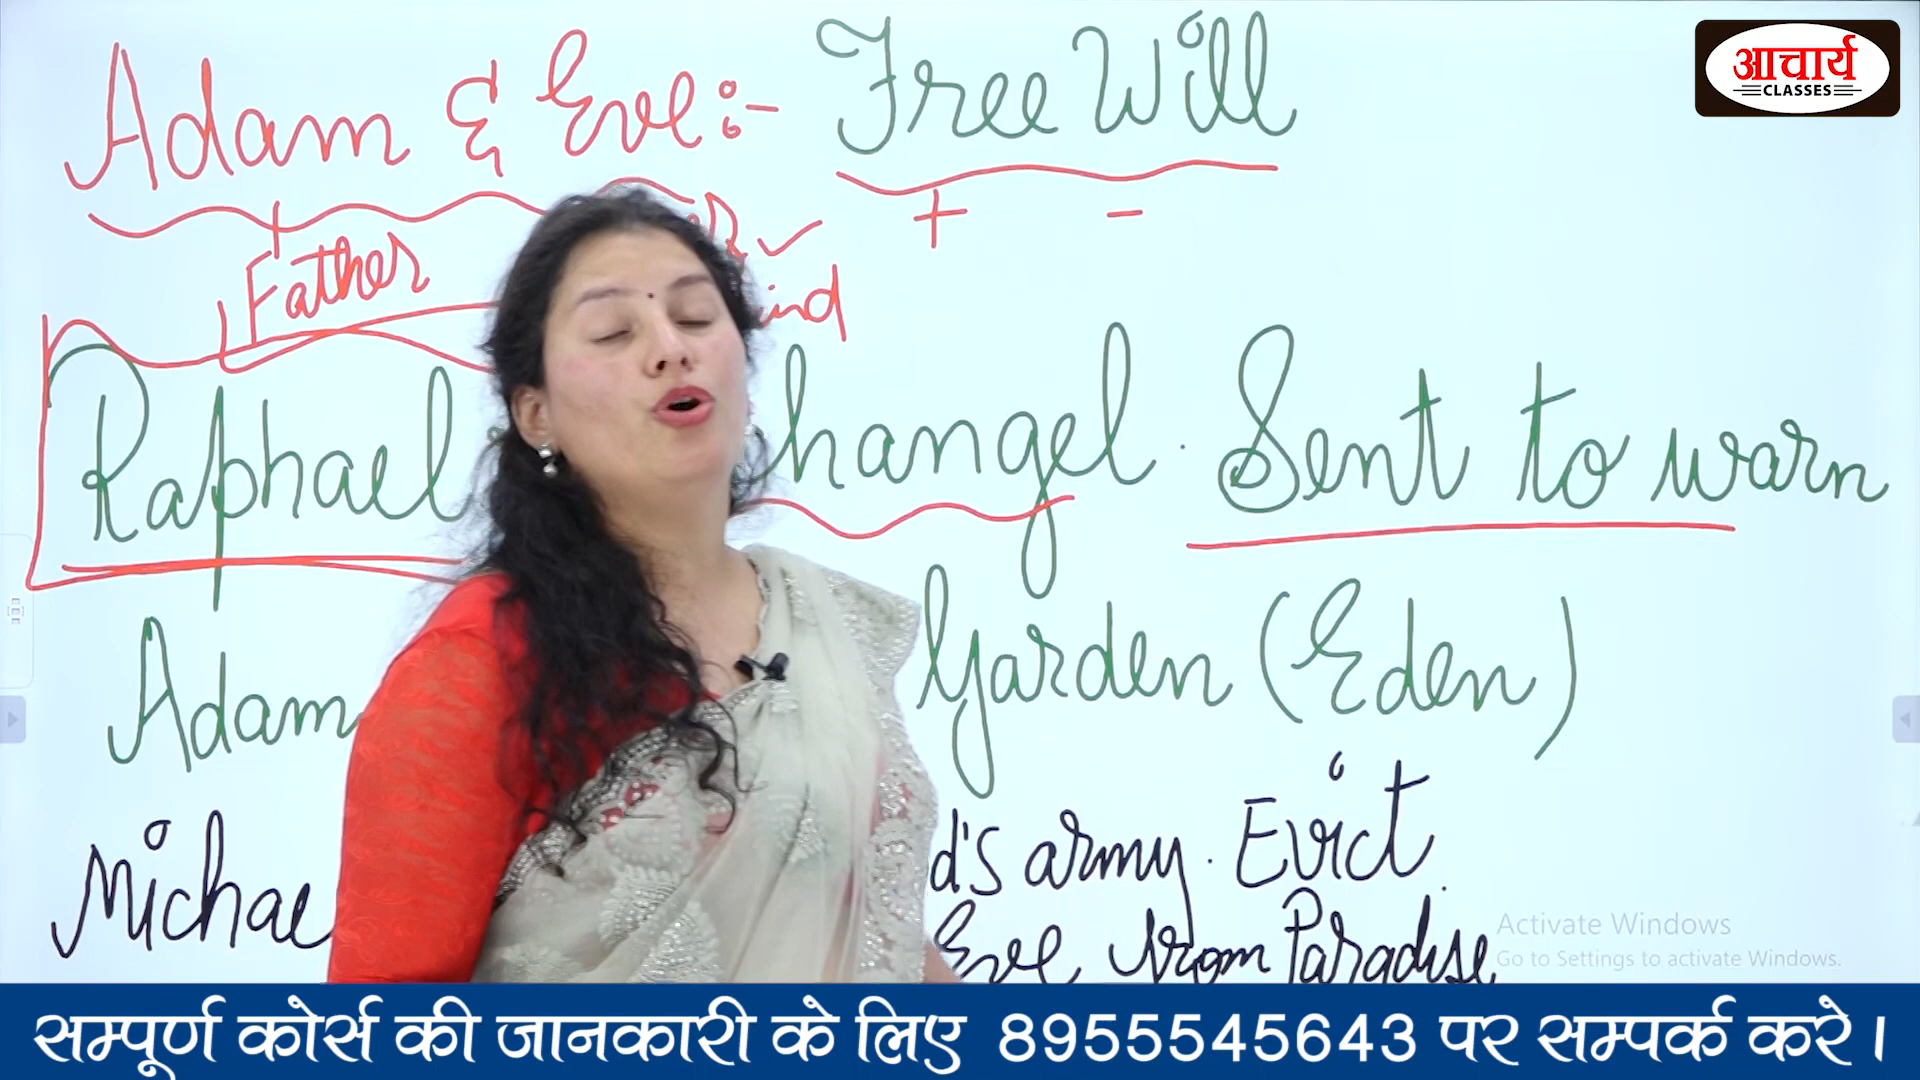 आचार्य
CLASSES
Adam & Eve:- Free Will
+ -
Father ✓
Raphael hangel. Sent to warn
Adam Garden (Eden)
Michae d's army. Evict
Eve from Paradise
Activate Windows
Go to Settings to activate Windows.
सम्पूर्ण कोर्स की जानकारी के लिए 8955545643 पर सम्पर्क करे।